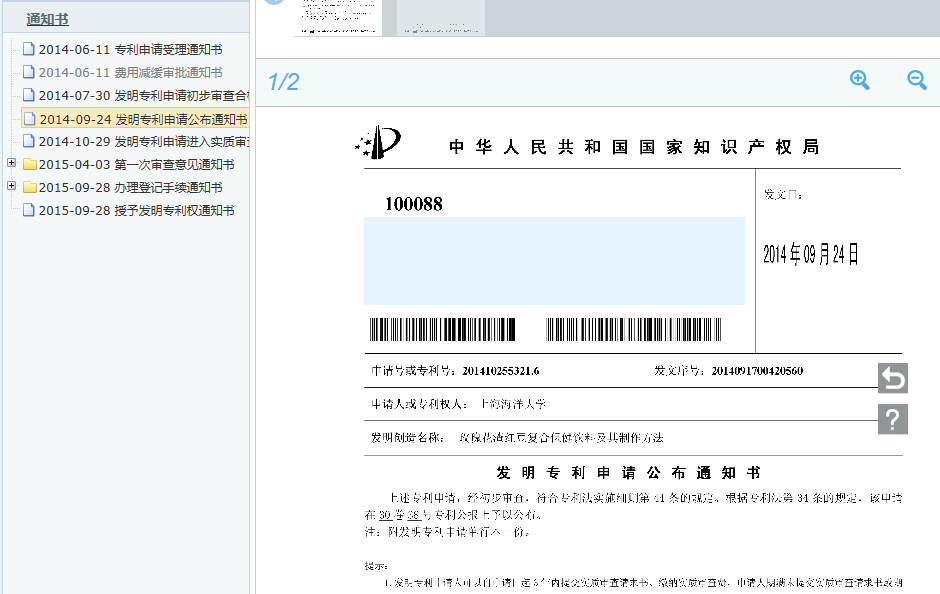 通知书
2014-06-11 专利申请受理通知书
2014-06-11 费用减缓审批通知书
2014-07-30 发明专利申请初步审查合格
2014-09-24 发明专利申请公布通知书
2014-10-29 发明专利申请进入实质审查
2015-04-03 第一次审查意见通知书
2015-09-28 办理登记手续通知书
2015-09-28 授予发明专利权通知书
1/2
中华人民共和国国家知识产权局
100088
发文日：
2014年09月24日
申请号或专利号：201410255321.6 发文序号：2014091700420560
申请人或专利权人： 上海海洋大学
发明创造名称： 玫瑰花渣红豆复合保健饮料及其制作方法
发明专利申请公布通知书
上述专利申请，经初步审查，符合专利法实施细则第 44 条的规定。根据专利法第 34 条的规定，该申请
在 30 卷 38 号专利公报上予以公布。
注：附发明专利申请单行本一份。
提示：
1.发明专利申请人可以自申请日起 3 年内提交实质审查请求书、缴纳实质审查费，申请人期满未提交实质审查请求书或期
?